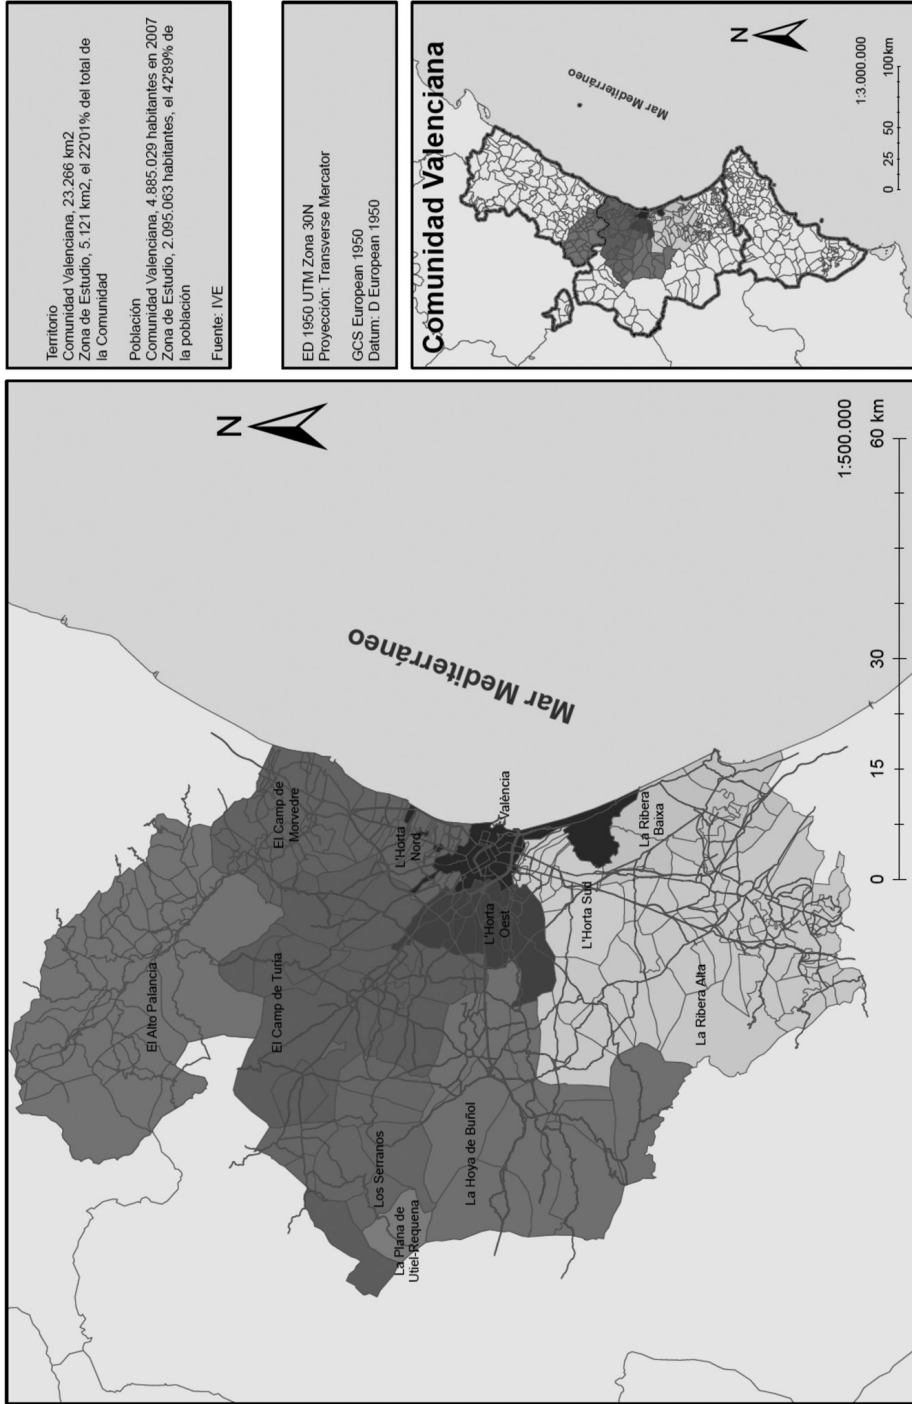 Territorio
Comunidad Valenciana, 23.266 km2
Zona de Estudio, 5.121 km2, el 22'01% del total de
la Comunidad
Población
Comunidad Valenciana, 4.885.029 habitantes en 2007
Zona de Estudio, 2.095.063 habitantes, el 42'89% de
la población
Fuente: IVE
ED 1950 UTM Zona 30N
Proyección: Transverse Mercator
GCS European 1950
Datum: D European 1950
Comunidad Valenciana
N
Mar Mediterráneo
1:3.000.000
0 25 50 100 km
N
El Alto Palancia
El Camp de
Morvedre
El Camp de Turia
L'Horta
Nord
Los Serranos
La Plana de
Utiel-Requena
La Hoya de Buñol
L'Horta
Oest
València
L'Horta Sud
La Ribera
Baixa
La Ribera Alta
Mar Mediterráneo
1:500.000
0 15 30 60 km